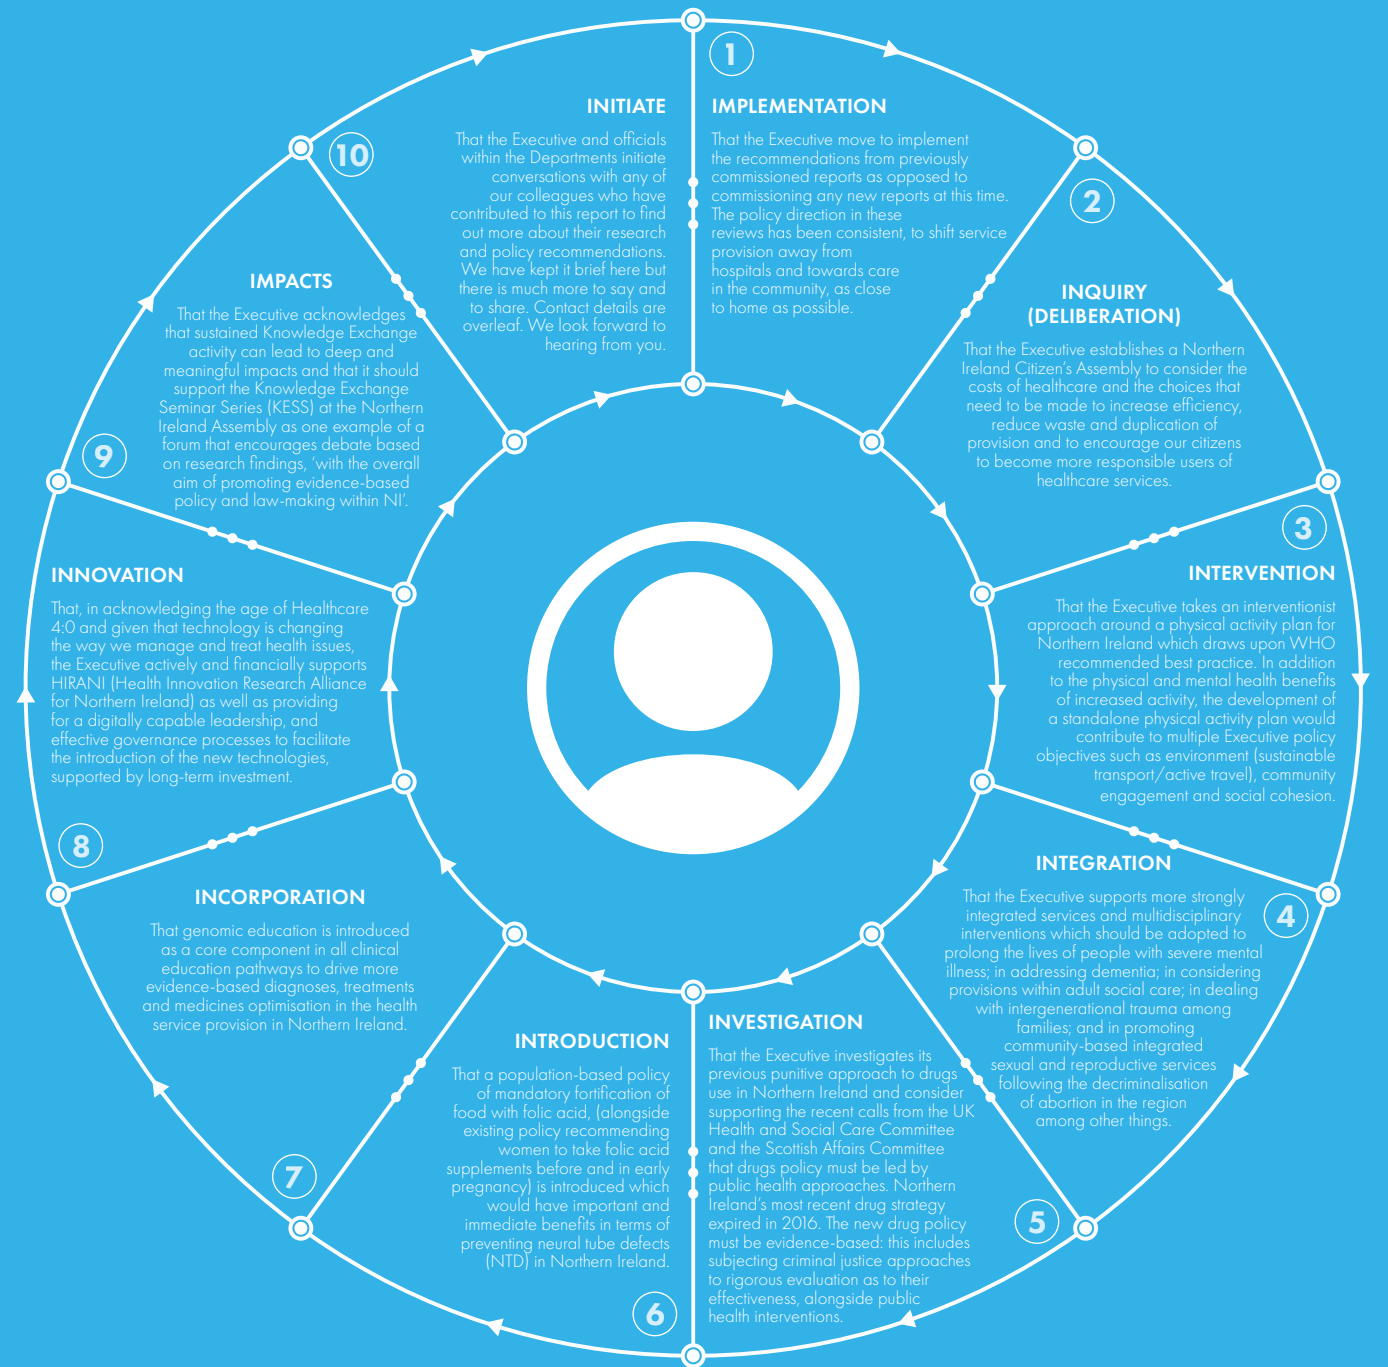 1
IMPLEMENTATION
That the Executive move to implement
the recommendations from previously
commissioned reports as opposed to
commissioning any new reports at this time.
The policy direction in these
reviews has been consistent, to shift service
provision away from
hospitals and towards care
in the community, as close
to home as possible.
2
INQUIRY
(DELIBERATION)
That the Executive establishes a Northern
Ireland Citizen's Assembly to consider the
costs of healthcare and the choices that
need to be made to increase efficiency,
reduce waste and duplication of
provision and to encourage our citizens
to become more responsible users of
healthcare services.
3
INTERVENTION
That the Executive takes an interventionist
approach around a physical activity plan for
Northern Ireland which draws upon WHO
recommended best practice. In addition
to the physical and mental health benefits
of increased activity, the development of
a standalone physical activity plan would
contribute to multiple Executive policy
objectives such as environment (sustainable
transport/active travel), community
engagement and social cohesion.
4
INTEGRATION
That the Executive supports more strongly
integrated services and multidisciplinary
interventions which should be adopted to
prolong the lives of people with severe mental
illness; in addressing dementia; in considering
provisions within adult social care; in dealing
with intergenerational trauma among
families; and in promoting
community-based integrated
sexual and reproductive services
following the decriminalisation
of abortion in the region
among other things.
5
INVESTIGATION
That the Executive investigates its
previous punitive approach to drugs
use in Northern Ireland and consider
supporting the recent calls from the UK
Health and Social Care Committee
and the Scottish Affairs Committee
that drugs policy must be led by
public health approaches. Northern
Ireland's most recent drug strategy
expired in 2016. The new drug policy
must be evidence-based: this includes
subjecting criminal justice approaches
to rigorous evaluation as to their
effectiveness, alongside public
health interventions.
6
INTRODUCTION
That a population-based policy
of mandatory fortification of
food with folic acid, (alongside
existing policy recommending
women to take folic acid
supplements before and in early
pregnancy) is introduced which
would have important and
immediate benefits in terms of
preventing neural tube defects
(NTD) in Northern Ireland.
7
INCORPORATION
That genomic education is introduced
as a core component in all clinical
education pathways to drive more
evidence-based diagnoses, treatments
and medicines optimisation in the health
service provision in Northern Ireland.
8
INNOVATION
That, in acknowledging the age of Healthcare
4:0 and given that technology is changing
the way we manage and treat health issues,
the Executive actively and financially supports
HIRANI (Health Innovation Research Alliance
for Northern Ireland) as well as providing
for a digitally capable leadership, and
effective governance processes to facilitate
the introduction of the new technologies,
supported by long-term investment.
9
IMPACTS
That the Executive acknowledges
that sustained Knowledge Exchange
activity can lead to deep and
meaningful impacts and that it should
support the Knowledge Exchange
Seminar Series (KESS) at the Northern
Ireland Assembly as one example of a
forum that encourages debate based
on research findings, 'with the overall
aim of promoting evidence-based
policy and law-making within NI'.
10
INITIATE
That the Executive and officials
within the Departments initiate
conversations with any of
our colleagues who have
contributed to this report to find
out more about their research
and policy recommendations.
We have kept it brief here but
there is much more to say and
to share. Contact details are
overleaf. We look forward to
hearing from you.